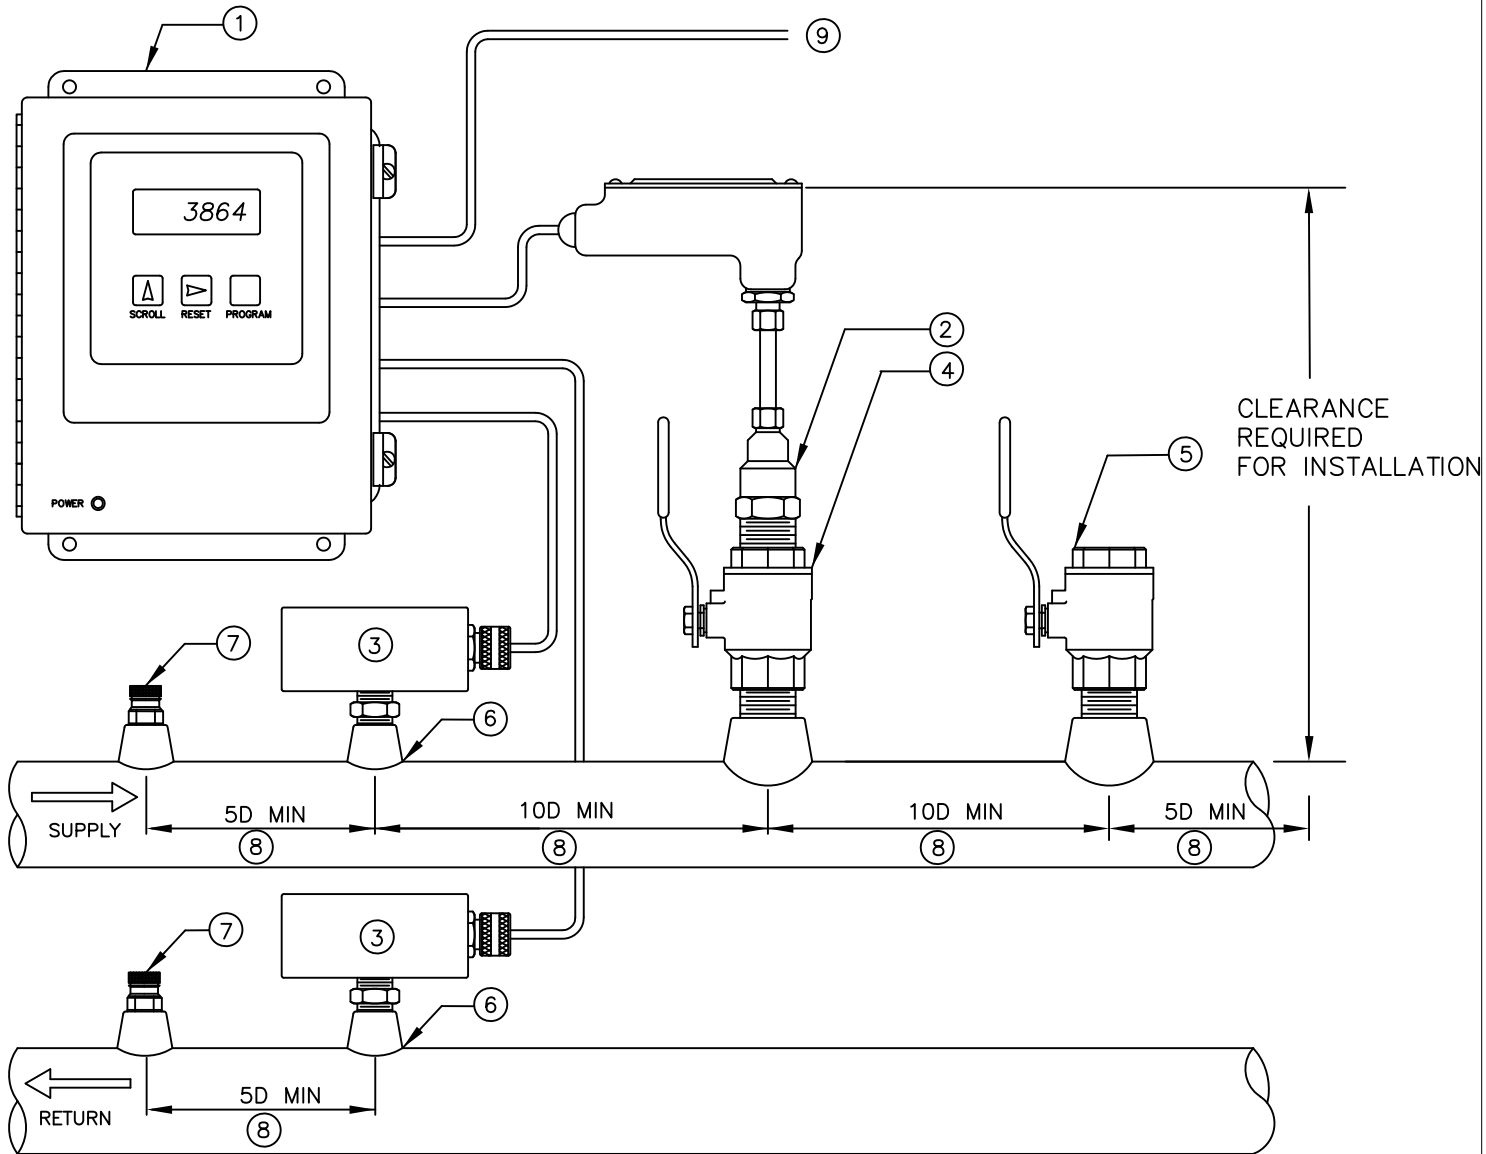 1
9
3864
SCROLL RESET PROGRAM
POWER
2
4
CLEARANCE
REQUIRED
FOR INSTALLATION
5
7
3
6
SUPPLY
5D MIN
8
10D MIN
8
10D MIN
8
5D MIN
8
7
3
6
RETURN
5D MIN
8